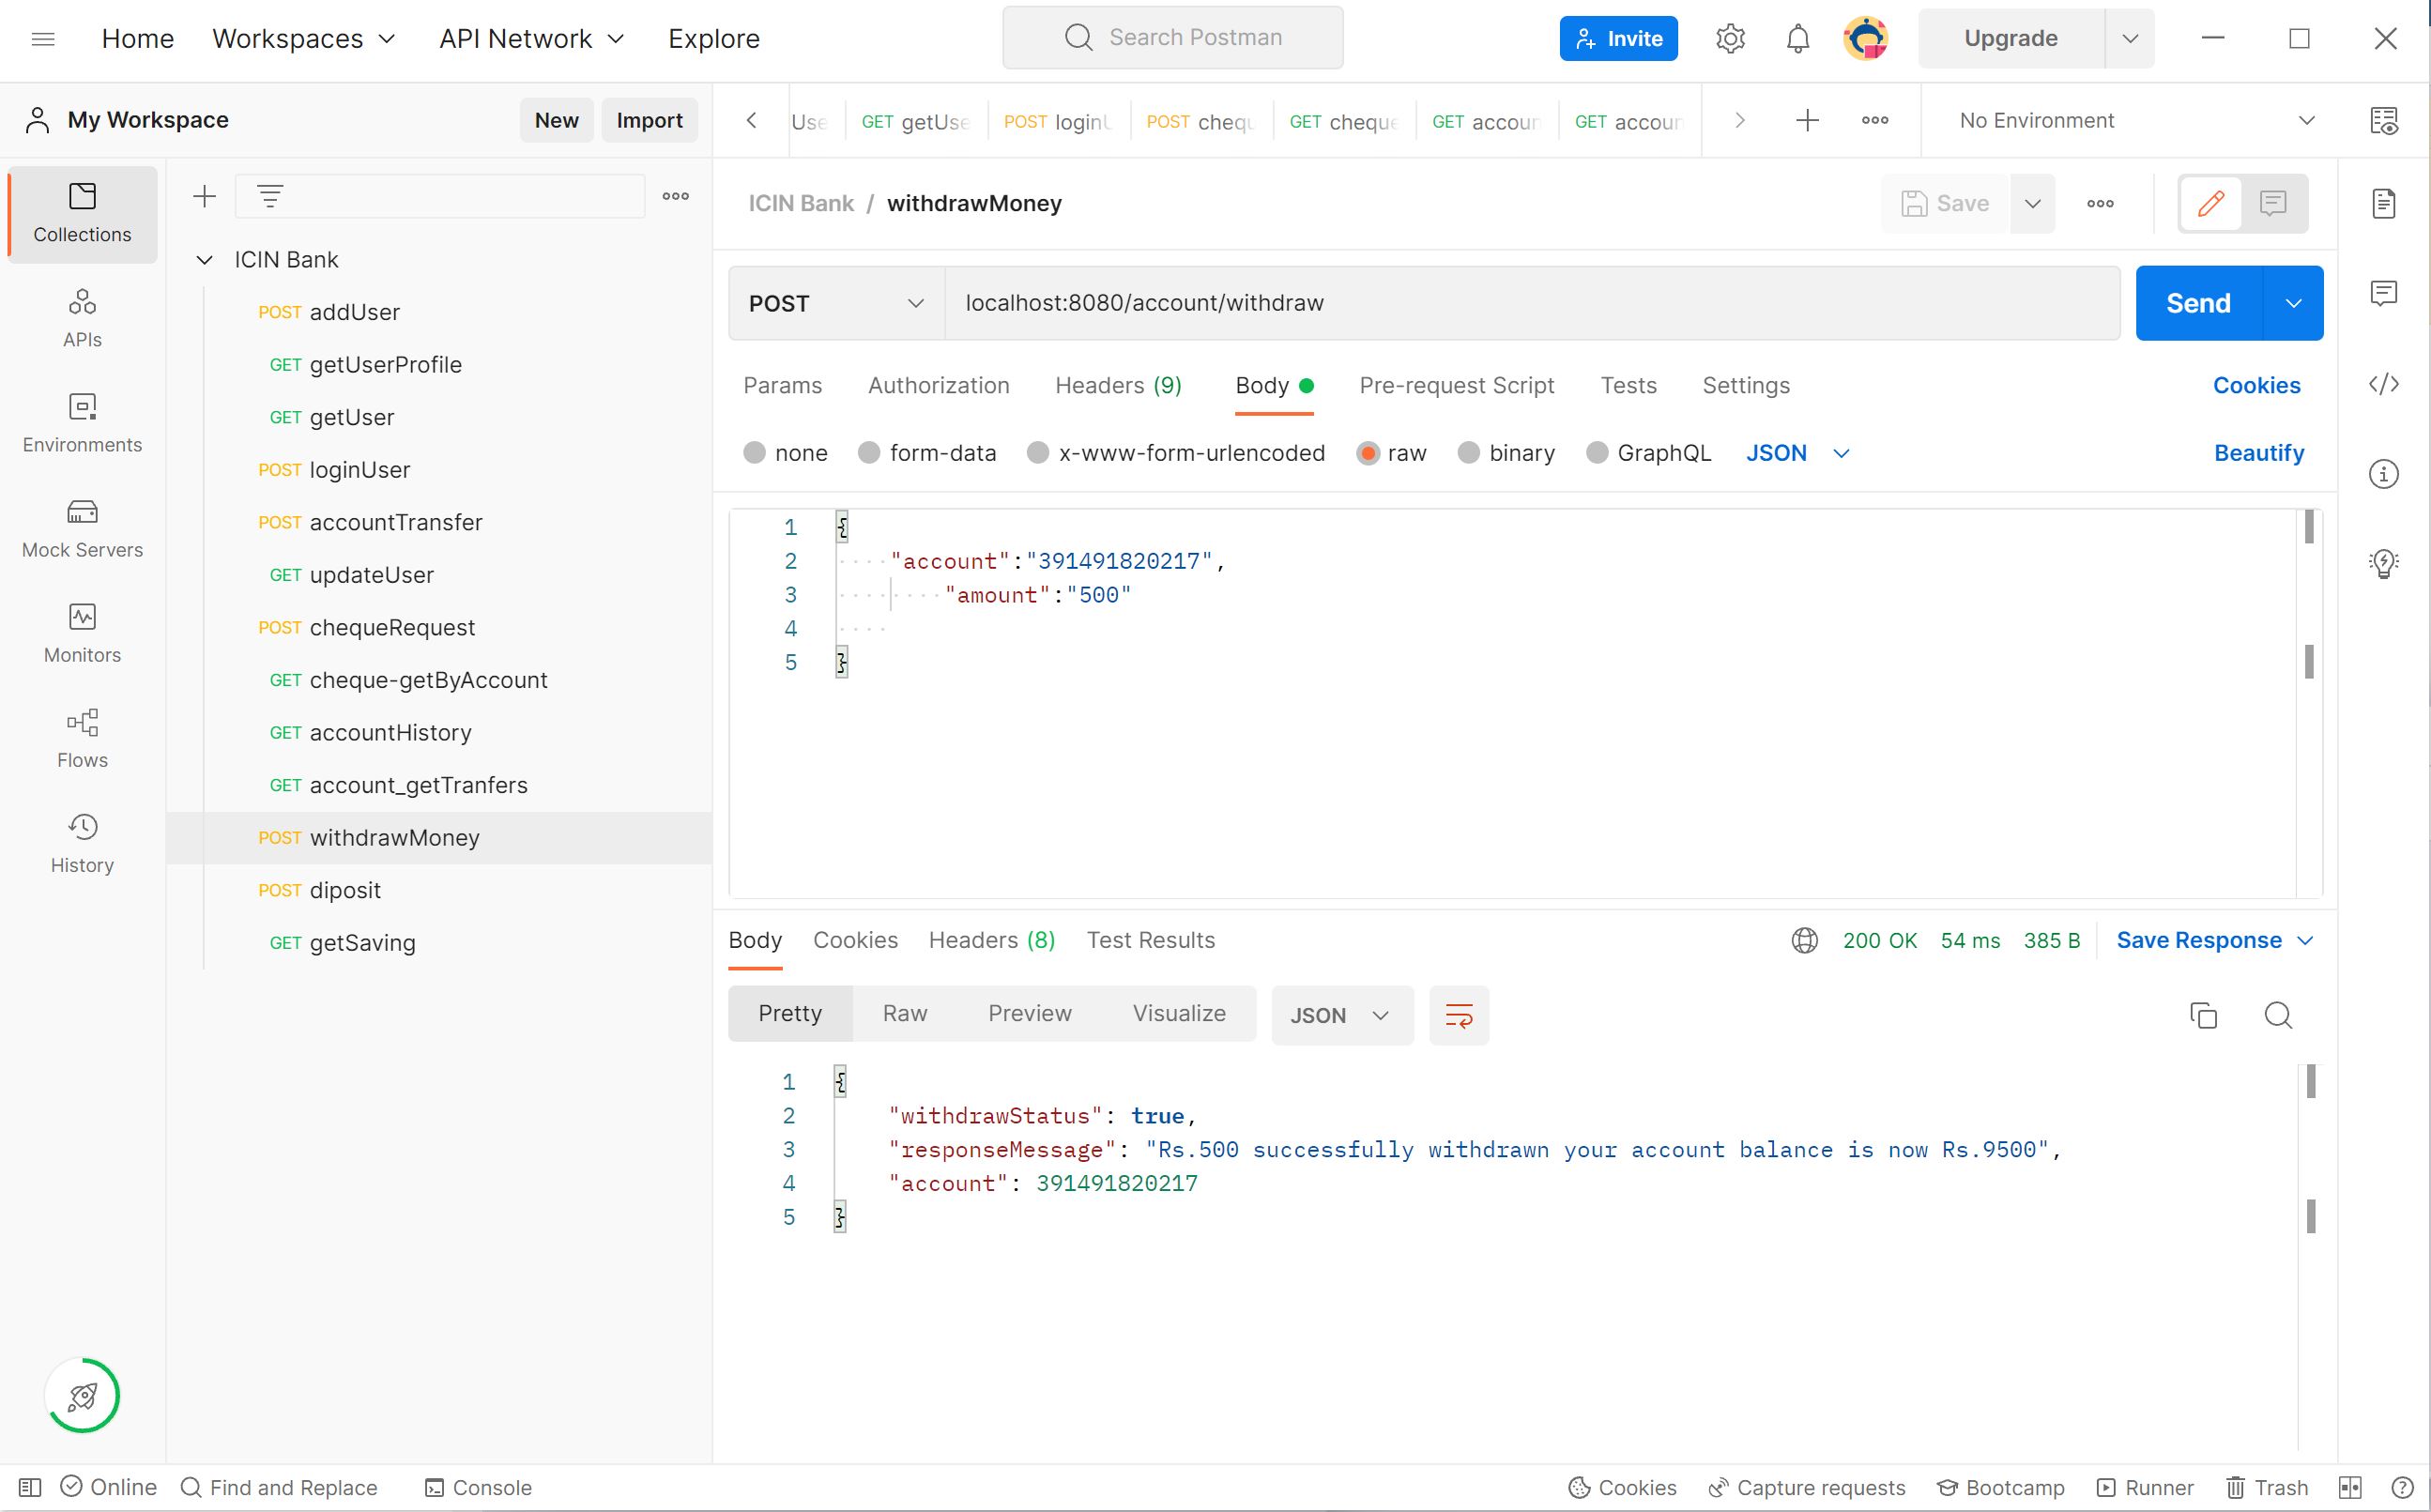 Home Workspaces API Network Explore Search Postman Invite Upgrade
My Workspace New Import
Use GET getUse POST loginU POST chequ GET cheque GET accour GET accour No Environment
Collections
APIs
Environments
Mock Servers
Monitors
Flows
History
ICIN Bank
POST addUser
GET getUserProfile
GET getUser
POST loginUser
POST accountTransfer
GET updateUser
POST chequeRequest
GET cheque-getByAccount
GET accountHistory
GET account_getTranfers
POST withdrawMoney
POST diposit
GET getSaving
ICIN Bank / withdrawMoney Save
POST localhost:8080/account/withdraw Send
Params Authorization Headers (9) Body Pre-request Script Tests Settings Cookies
none form-data x-www-form-urlencoded raw binary GraphQL JSON Beautify
1 {
2 "account":"391491820217",
3 "amount":"500"
4
5 }
Body Cookies Headers (8) Test Results 200 OK 54 ms 385 B Save Response
Pretty Raw Preview Visualize JSON
1 {
2 "withdrawStatus": true,
3 "responseMessage": "Rs.500 successfully withdrawn your account balance is now Rs.9500",
4 "account": 391491820217
5 }
Online Find and Replace Console Cookies Capture requests Bootcamp Runner Trash